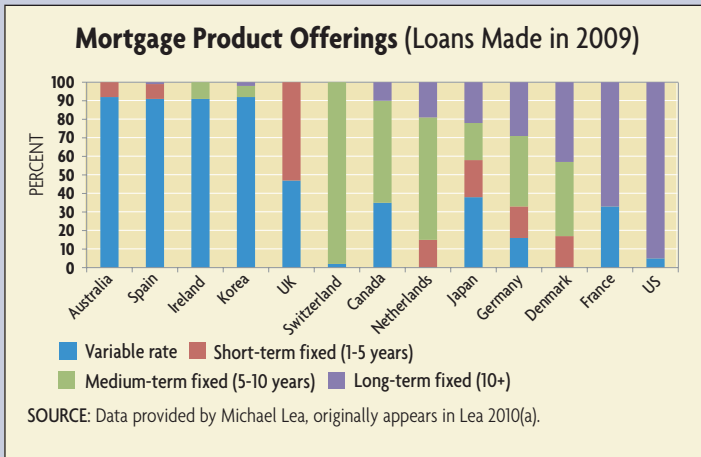 Mortgage Product Offerings (Loans Made in 2009)
PERCENT
100
90
80
70
60
50
40
30
20
10
0
Australia
Spain
Ireland
Korea
UK
Switzerland
Canada
Netherlands
Japan
Germany
Denmark
France
US
Variable rate Short-term fixed (1-5 years)
Medium-term fixed (5-10 years) Long-term fixed (10+)
SOURCE: Data provided by Michael Lea, originally appears in Lea 2010(a).